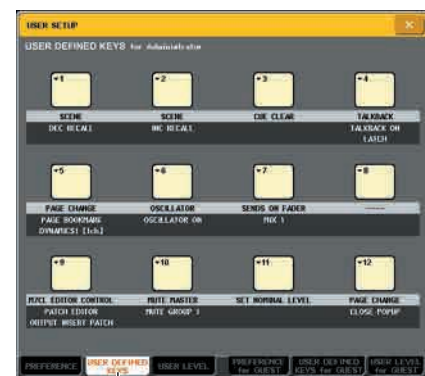 USER SETUP
USER DEFINED KEYS for Administrator
1
2
3
4
SCENE
SCENE
CUE CLEAR
TALKBACK
DEC RECALL
INC RECALL
TALKBACK ON
LATCH
5
6
7
8
PAGE CHANGE
OSCILLATOR
SENDS ON FADER
-----
PAGE BOOKMARK
OSCILLATOR ON
MIX 1
DYNAMICS1 [1ch]
9
10
11
12
M7CL EDITOR CONTROL
MUTE MASTER
SET NOMINAL LEVEL
PAGE CHANGE
PATCH EDITOR
MUTE GROUP 3
CLOSE POPUP
OUTPUT INSERT PATCH
PREFERENCE
USER DEFINED
KEYS
USER LEVEL
PREFERENCE
for GUEST
USER DEFINED
KEYS for GUEST
USER LEVEL
for GUEST